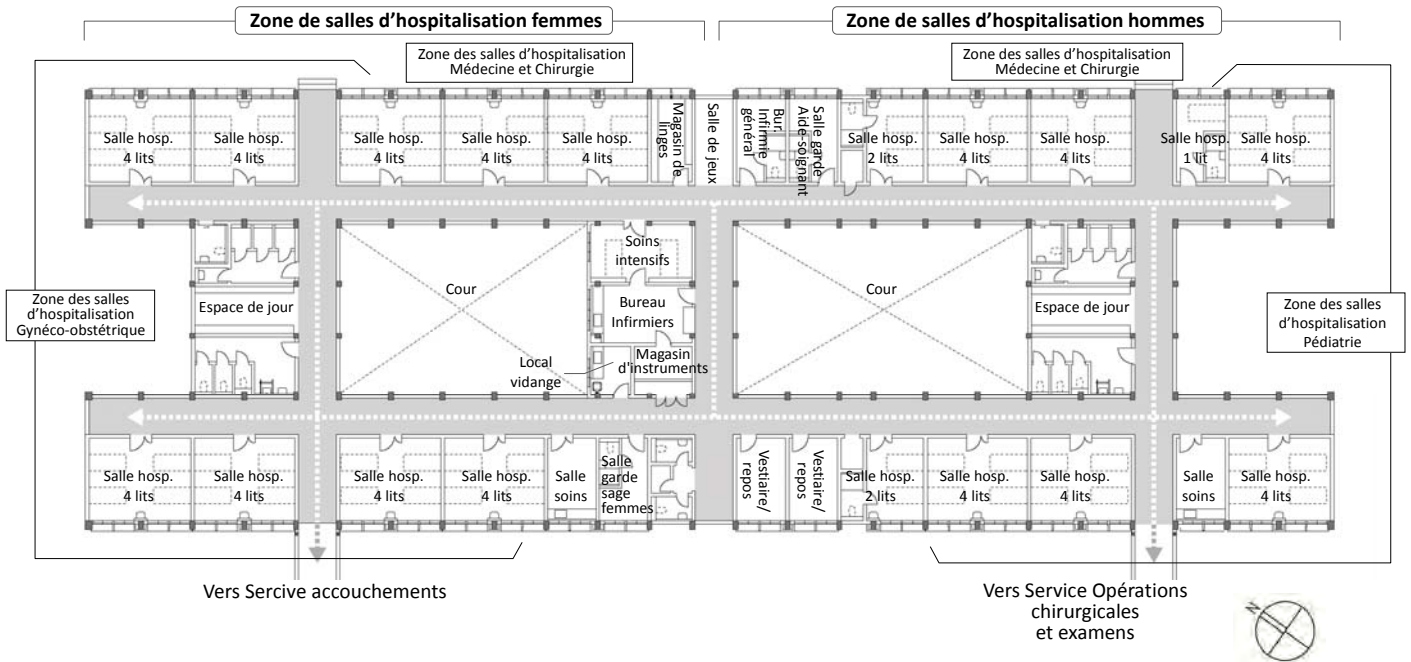 Zone de salles d'hospitalisation femmes
Zone de salles d'hospitalisation hommes
Zone des salles d'hospitalisation
Médecine et Chirurgie
Zone des salles d'hospitalisation
Médecine et Chirurgie
Salle hosp.
4 lits
Salle hosp.
4 lits
Salle hosp.
4 lits
Salle hosp.
4 lits
Salle hosp.
4 lits
Magasin de
linges
Salle de jeux
Bur.
Infirmie
général
Salle garde
Aide-soignant
Salle hosp.
2 lits
Salle hosp.
4 lits
Salle hosp.
4 lits
Salle hosp.
1 lit
Salle hosp.
4 lits
Zone des salles
d'hospitalisation
Gynéco-obstétrique
Espace de jour
Cour
Soins
intensifs
Bureau
Infirmiers
Local
vidange
Magasin
d'instruments
Cour
Espace de jour
Zone des salles
d'hospitalisation
Pédiatrie
Salle hosp.
4 lits
Salle hosp.
4 lits
Salle hosp.
4 lits
Salle hosp.
4 lits
Salle
soins
Salle
garde
sage
femmes
Vestiaire/
repos
Vestiaire/
repos
Salle hosp.
2 lits
Salle hosp.
4 lits
Salle hosp.
4 lits
Salle
soins
Salle hosp.
4 lits
Vers Sercive accouchements
Vers Service Opérations
chirurgicales
et examens
N